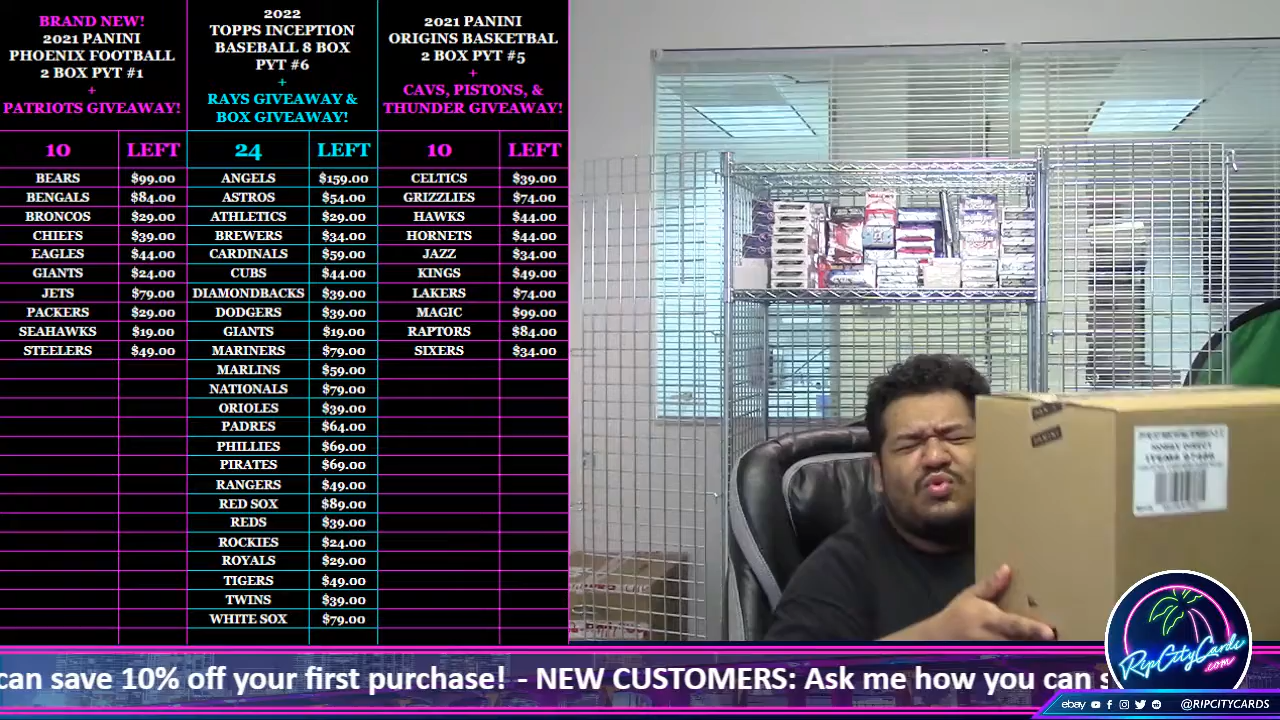 BRAND NEW!
2021 PANINI
PHOENIX FOOTBALL
2 BOX PYT #1
+
PATRIOTS GIVEAWAY!
10 LEFT
BEARS $99.00
BENGALS $84.00
BRONCOS $29.00
CHIEFS $39.00
EAGLES $44.00
GIANTS $24.00
JETS $79.00
PACKERS $29.00
SEAHAWKS $19.00
STEELERS $49.00
2022
TOPPS INCEPTION
BASEBALL 8 BOX
PYT #6
+
RAYS GIVEAWAY &
BOX GIVEAWAY!
24 LEFT
ANGELS $159.00
ASTROS $54.00
ATHLETICS $29.00
BREWERS $34.00
CARDINALS $59.00
CUBS $44.00
DIAMONDBACKS $39.00
DODGERS $39.00
GIANTS $19.00
MARINERS $79.00
MARLINS $59.00
NATIONALS $79.00
ORIOLES $39.00
PADRES $64.00
PHILLIES $69.00
PIRATES $69.00
RANGERS $49.00
RED SOX $89.00
REDS $39.00
ROCKIES $24.00
ROYALS $29.00
TIGERS $49.00
TWINS $39.00
WHITE SOX $79.00
2021 PANINI
ORIGINS BASKETBAL
2 BOX PYT #5
+
CAVS, PISTONS, &
THUNDER GIVEAWAY!
10 LEFT
CELTICS $39.00
GRIZZLIES $74.00
HAWKS $44.00
HORNETS $44.00
JAZZ $34.00
KINGS $49.00
LAKERS $74.00
MAGIC $99.00
RAPTORS $84.00
SIXERS $34.00
can save 10% off your first purchase! - NEW CUSTOMERS: Ask me how you can s
RipCityCards
.com
ebay @RIPCITYCARDS